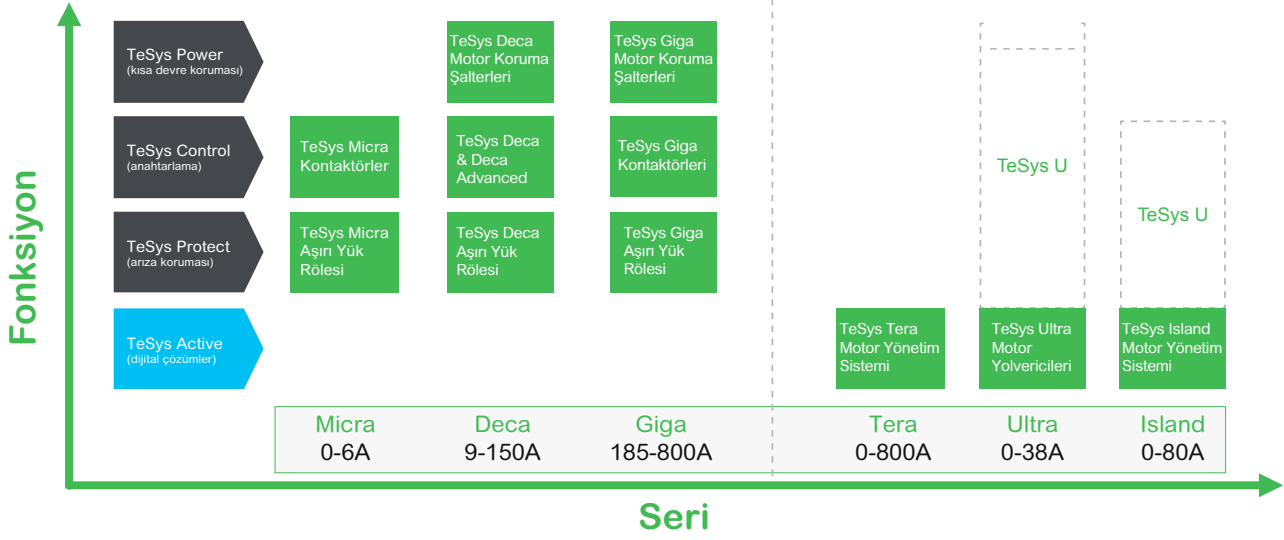 Fonksiyon
TeSys Power
(kısa devre koruması)
TeSys Deca
Motor Koruma
Şalterleri
TeSys Giga
Motor Koruma
Şalterleri
TeSys Control
(anahtarlama)
TeSys Micra
Kontaktörler
TeSys Deca
& Deca
Advanced
TeSys Giga
Kontaktörleri
TeSys U
TeSys U
TeSys Protect
(arıza koruması)
TeSys Micra
Aşırı Yük
Rölesi
TeSys Deca
Aşırı Yük
Rölesi
TeSys Giga
Aşırı Yük
Rölesi
TeSys Active
(dijital çözümler)
TeSys Tera
Motor Yönetim
Sistemi
TeSys Ultra
Motor
Yolvericileri
TeSys Island
Motor Yönetim
Sistemi
Micra
0-6A
Deca
9-150A
Giga
185-800A
Tera
0-800A
Ultra
0-38A
Island
0-80A
Seri